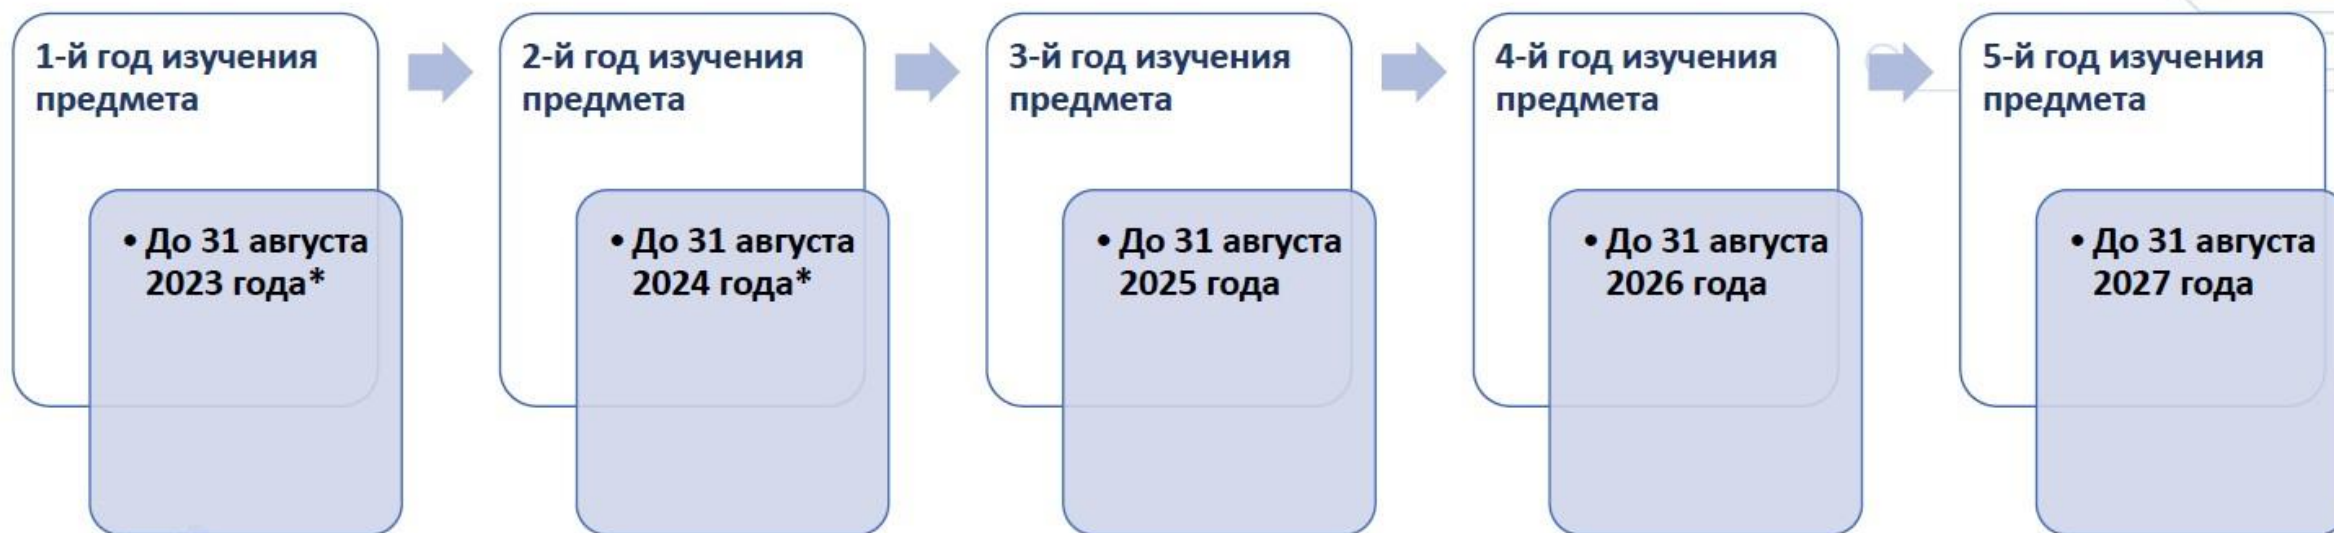 1-й год изучения
предмета
• До 31 августа
2023 года*
2-й год изучения
предмета
• До 31 августа
2024 года*
3-й год изучения
предмета
• До 31 августа
2025 года
4-й год изучения
предмета
• До 31 августа
2026 года
5-й год изучения
предмета
• До 31 августа
2027 года